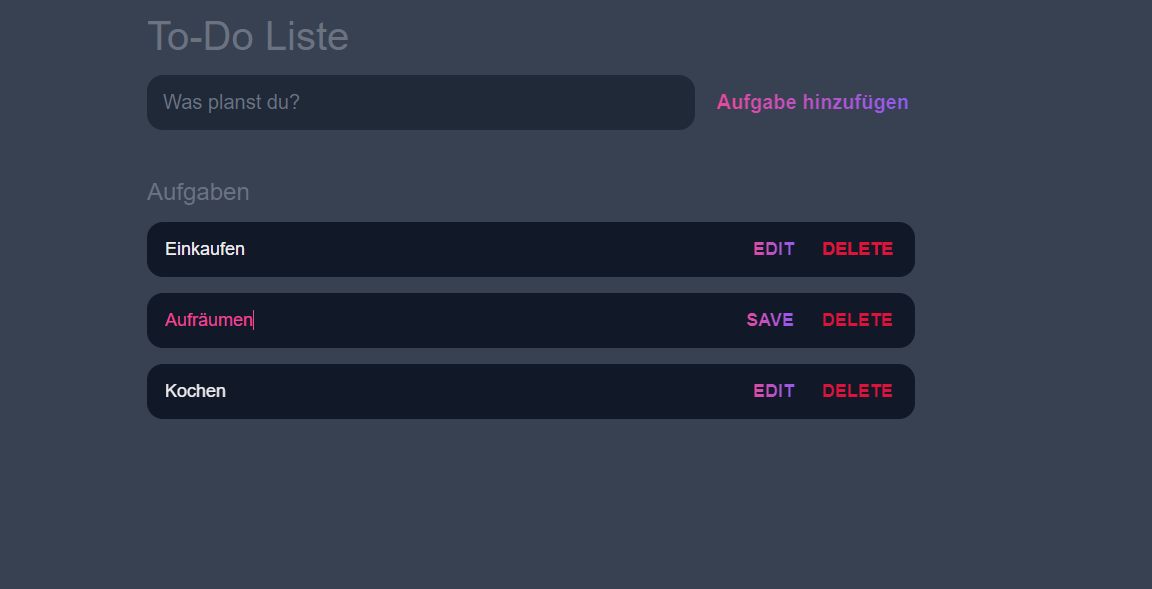 To-Do Liste
Was planst du? Aufgabe hinzufügen
Aufgaben
Einkaufen EDIT DELETE
Aufräumen SAVE DELETE
Kochen EDIT DELETE